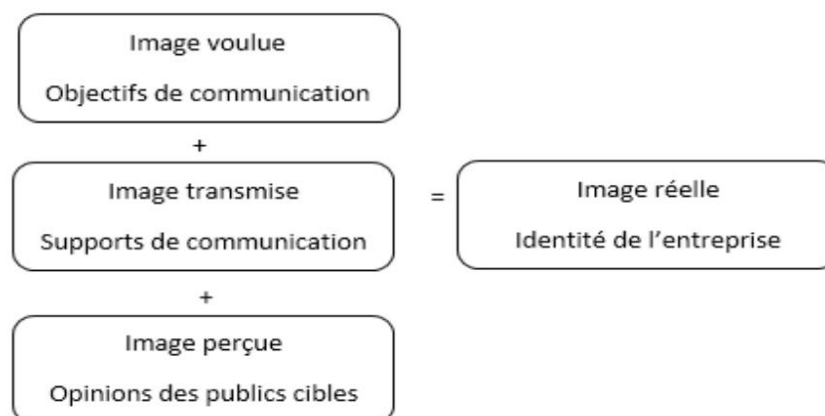 Image voulue
Objectifs de communication
+
Image transmise
Supports de communication
+
Image perçue
Opinions des publics cibles
=
Image réelle
Identité de l'entreprise